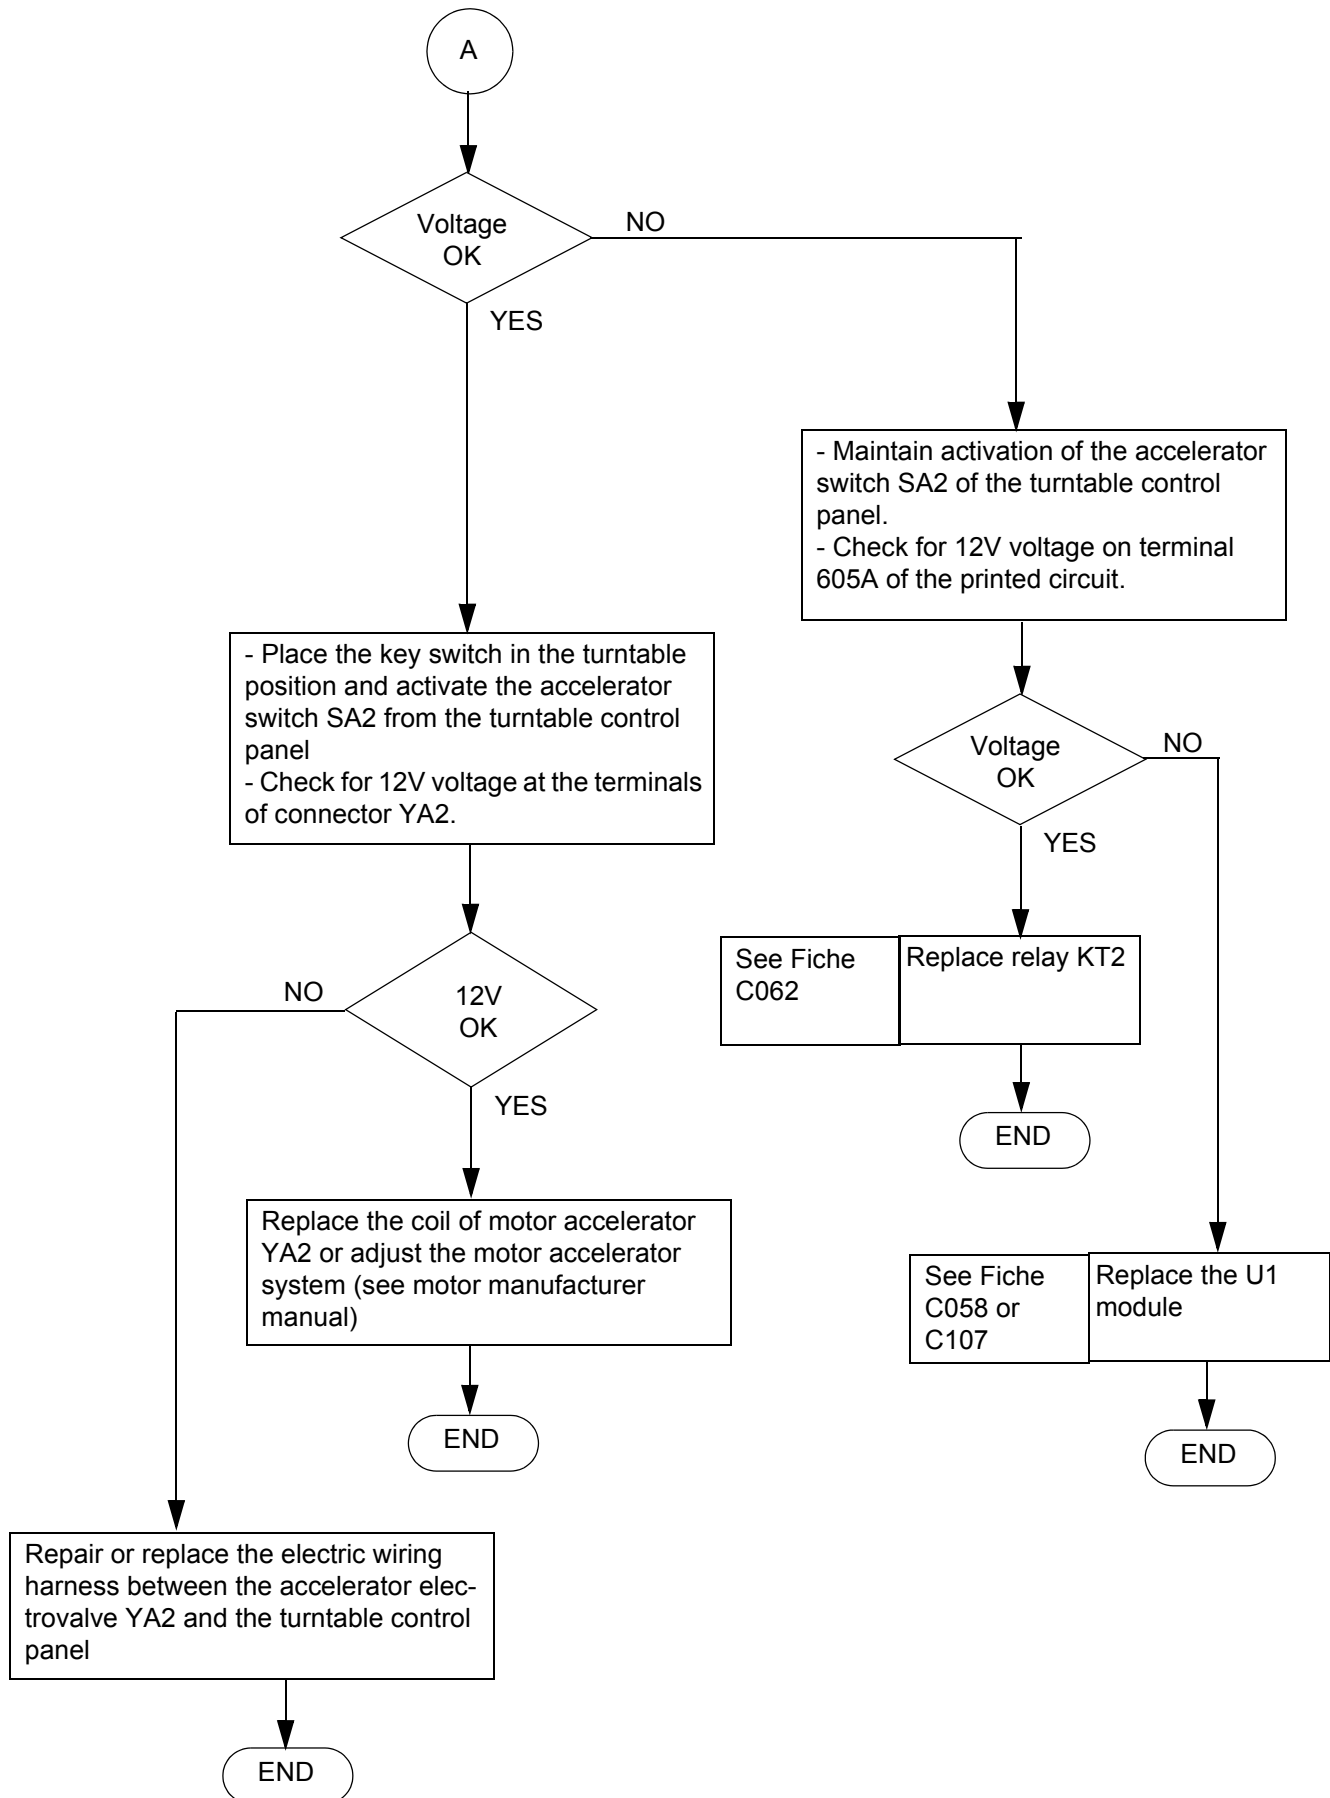 A
Voltage
OK
NO
YES
- Maintain activation of the accelerator
switch SA2 of the turntable control
panel.
- Check for 12V voltage on terminal
605A of the printed circuit.
- Place the key switch in the turntable
position and activate the accelerator
switch SA2 from the turntable control
panel
- Check for 12V voltage at the terminals
of connector YA2.
Voltage
OK
NO
YES
See Fiche
C062
Replace relay KT2
END
12V
OK
NO
YES
Replace the coil of motor accelerator
YA2 or adjust the motor accelerator
system (see motor manufacturer
manual)
END
See Fiche
C058 or
C107
Replace the U1
module
END
Repair or replace the electric wiring
harness between the accelerator elec-
trovalve YA2 and the turntable control
panel
END